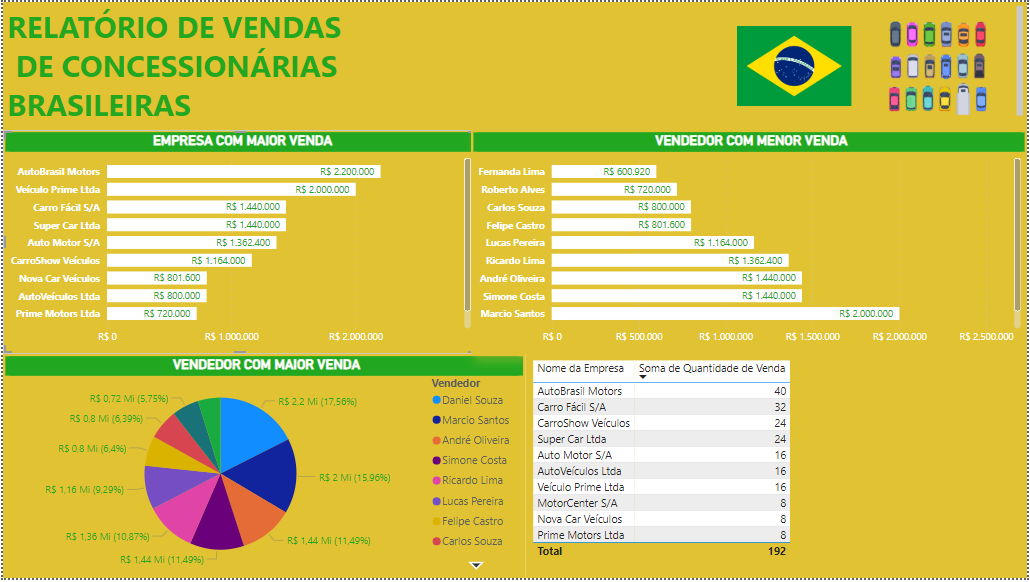 RELATÓRIO DE VENDAS
DE CONCESSIONÁRIAS
BRASILEIRAS
EMPRESA COM MAIOR VENDA
AutoBrasil Motors R$ 2.200.000
Veículo Prime Ltda R$ 2.000.000
Carro Fácil S/A R$ 1.440.000
Super Car Ltda R$ 1.440.000
Auto Motor S/A R$ 1.362.400
CarroShow Veículos R$ 1.164.000
Nova Car Veículos R$ 801.600
AutoVeículos Ltda R$ 800.000
Prime Motors Ltda R$ 720.000
R$ 0 R$ 1.000.000 R$ 2.000.000
VENDEDOR COM MENOR VENDA
Fernanda Lima R$ 600.920
Roberto Alves R$ 720.000
Carlos Souza R$ 800.000
Felipe Castro R$ 801.600
Lucas Pereira R$ 1.164.000
Ricardo Lima R$ 1.362.400
André Oliveira R$ 1.440.000
Simone Costa R$ 1.440.000
Marcio Santos R$ 2.000.000
R$ 0 R$ 500.000 R$ 1.000.000 R$ 1.500.000 R$ 2.000.000 R$ 2.500.000
VENDEDOR COM MAIOR VENDA
R$ 2,2 Mi (17,56%)
R$ 2 Mi (15,96%)
R$ 1,44 Mi (11,49%)
R$ 1,44 Mi (11,49%)
R$ 1,36 Mi (10,87%)
R$ 1,16 Mi (9,29%)
R$ 0,8 Mi (6,4%)
R$ 0,8 Mi (6,39%)
R$ 0,72 Mi (5,75%)
Vendedor
Daniel Souza
Marcio Santos
André Oliveira
Simone Costa
Ricardo Lima
Lucas Pereira
Felipe Castro
Carlos Souza
Nome da Empresa Soma de Quantidade de Venda
AutoBrasil Motors 40
Carro Fácil S/A 32
CarroShow Veículos 24
Super Car Ltda 24
Auto Motor S/A 16
AutoVeículos Ltda 16
Veículo Prime Ltda 16
MotorCenter S/A 8
Nova Car Veículos 8
Prime Motors Ltda 8
Total 192